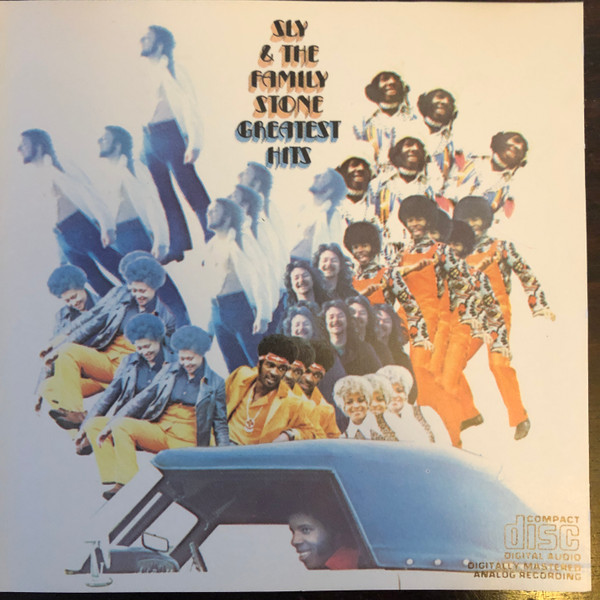 SLY
& THE
FAMILY
STONE
GREATEST
HITS
COMPACT
disc
DIGITAL AUDIO
DIGITALLY MASTERED
ANALOG RECORDING